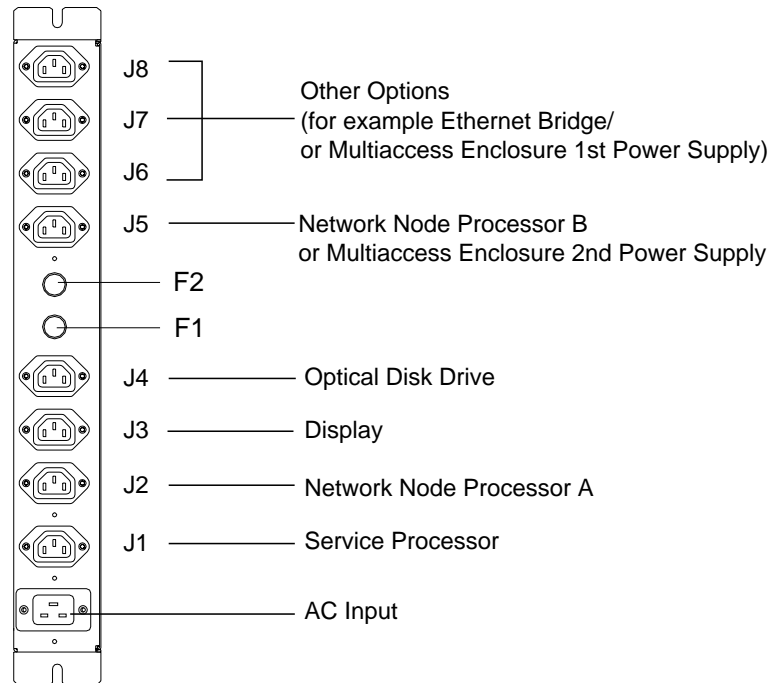 J8
Other Options
J7
(for example Ethernet Bridge/
or Multiaccess Enclosure 1st Power Supply)
J6
J5
Network Node Processor B
or Multiaccess Enclosure 2nd Power Supply
F2
F1
J4
Optical Disk Drive
J3
Display
J2
Network Node Processor A
J1
Service Processor
AC Input